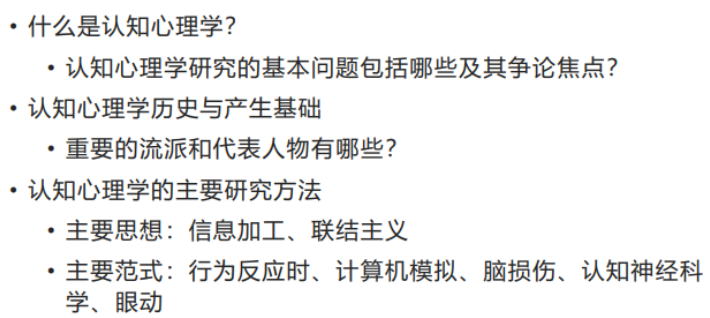 • 什么是认知心理学？
• 认知心理学研究的基本问题包括哪些及其争论焦点？
• 认知心理学历史与产生基础
• 重要的流派和代表人物有哪些？
• 认知心理学的主要研究方法
• 主要思想：信息加工、联结主义
• 主要范式：行为反应时、计算机模拟、脑损伤、认知神经科
学、眼动